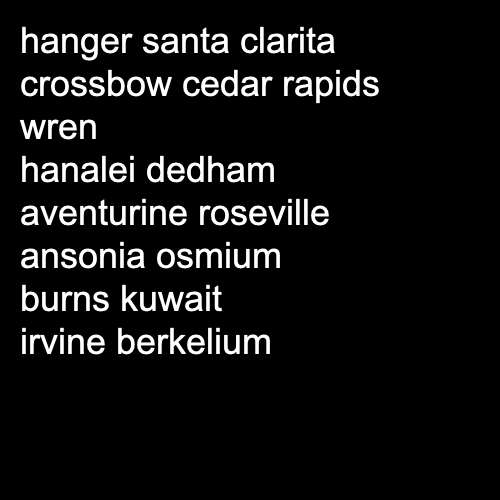 hanger santa clarita
crossbow cedar rapids
wren
hanalei dedham
aventurine roseville
ansonia osmium
burns kuwait
irvine berkelium